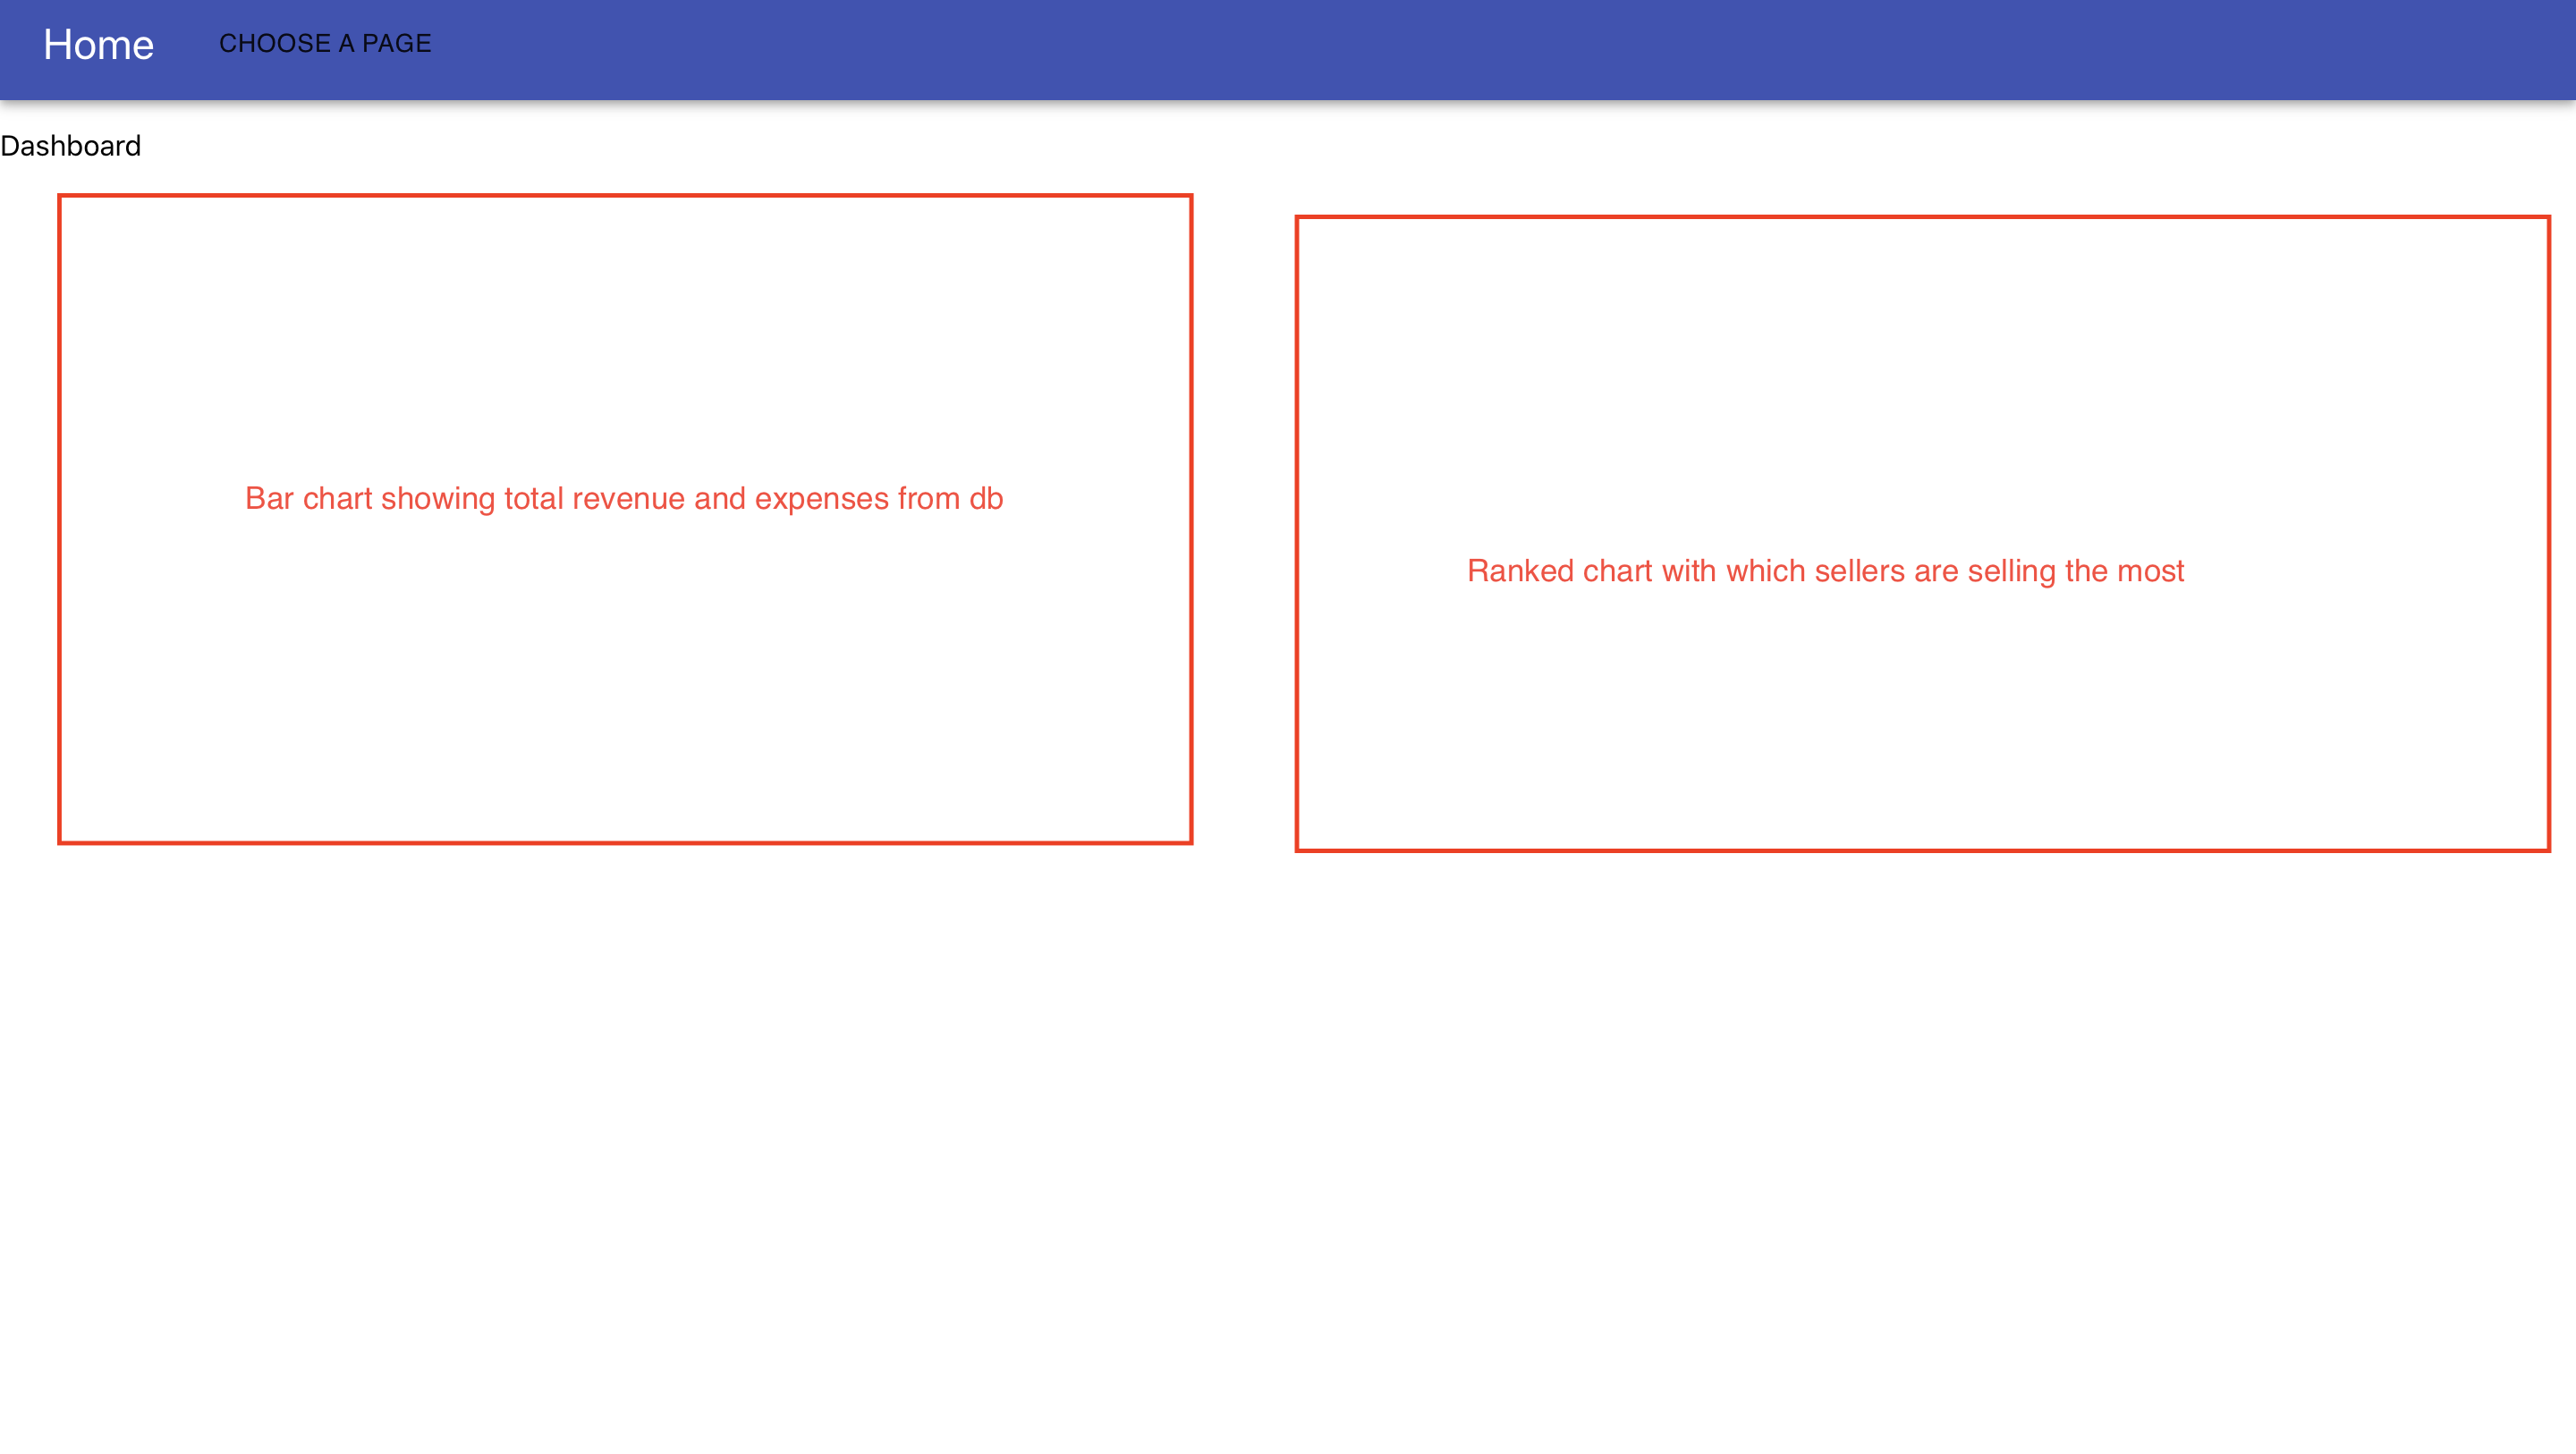 Home
CHOOSE A PAGE
Dashboard
Bar chart showing total revenue and expenses from db
Ranked chart with which sellers are selling the most